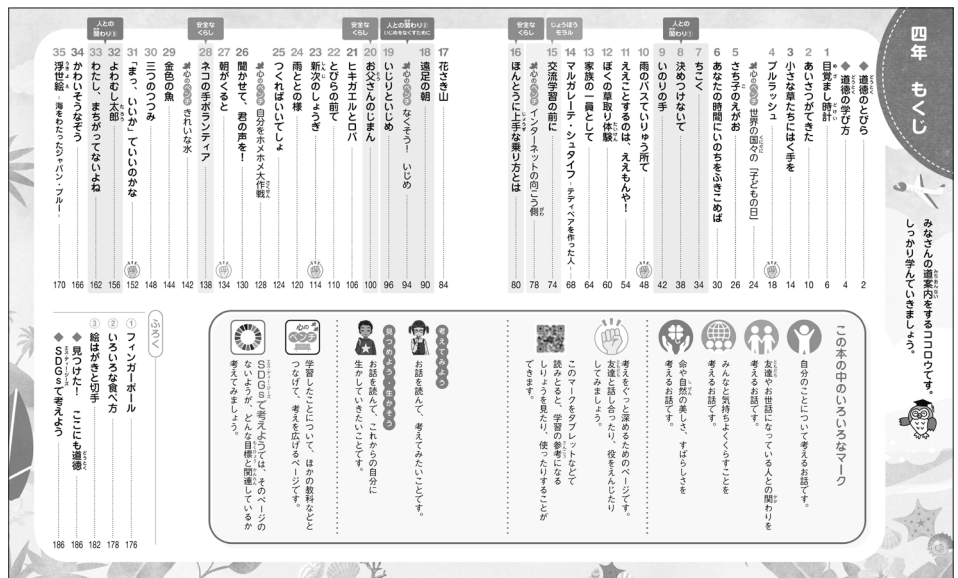 四年 もくじ
みなさんの道案内をするココロウです。
しっかり学んでいきましょう。
◆ 道徳のとびら 2
◆ 道徳の学び方 4
1 目覚まし時計 6
2 あいさつができた 10
3 小さな草たちにはく手を 14
4 ブルラッシュ 18
心のベンチ 世界の国々の「子どもの日」 24
5 さち子のえがお 26
6 あなたの時間にいのちをふきこめば 30
人との関わり①
7 ちこく 34
8 決めつけないで 38
9 いのりの手 42
10 雨のバスていりゅう所で 48
11 ええことするのは、ええもんや! 54
12 ぼくの草取り体験 60
13 家族の一員として 64
14 マルガレーテ・シュタイフ -テディベアを作った人- 68
じょうほうモラル
15 交流学習の前に 74
心のベンチ インターネットの向こう側 78
安全なくらし
16 ほんとうに上手な乗り方とは 80
17 花さき山 84
人との関わり②
いじめをなくすために
18 遠足の朝 90
心のベンチ なくそう! いじめ 94
19 いじりといじめ 96
安全なくらし
20 お父さんのじまん 100
21 ヒキガエルとロバ 106
22 とびらの前で 110
23 新次のしょうぎ 114
24 雨ととの様 120
25 つくればいいでしょ 124
心のベンチ 自分をホメホメ大作戦 128
26 聞かせて、君の声を! 130
27 朝がくると 134
安全なくらし
28 ネコの手ボランティア 138
心のベンチ きれいな水 142
29 金色の魚 144
30 三つのつつみ 148
31 「まっ、いいか」でいいのかな 152
人との関わり③
32 よわむし太郎 156
33 わたし、まちがってないよね 162
34 かわいそうなぞう 166
35 浮世絵 -海をわたったジャパン・ブルー- 170
この本の中のいろいろなマーク
自分のことについて考えるお話です。
友達やお世話になっている人との関わりを
考えるお話です。
みんなと気持ちよくくらすことを
考えるお話です。
命や自然の美しさ、すばらしさを
考えるお話です。
考えをぐっと深めるためのページです。
友達と話し合ったり、役をえんじたり
してみましょう。
このマークをタブレットなどで
読みとると、学習の参考になる
しりょうを見たり、使ったりすることが
できます。
考えてみよう
お話を読んで、考えてみたいことです。
見つめよう・生かそう
お話を読んで、これからの自分に
生かしていきたいことです。
心のベンチ
学習したことについて、ほかの教科などと
つなげて、考えを広げるページです。
SDGsで考えようでは、そのページの
ないようが、どんな目標と関連しているか
考えてみましょう。
ふろく
① フィンガーボール 176
② いろいろな食べ方 178
③ 絵はがきと切手 182
◆ 見つけた! ここにも道徳 186
◆ SDGsで考えよう 186